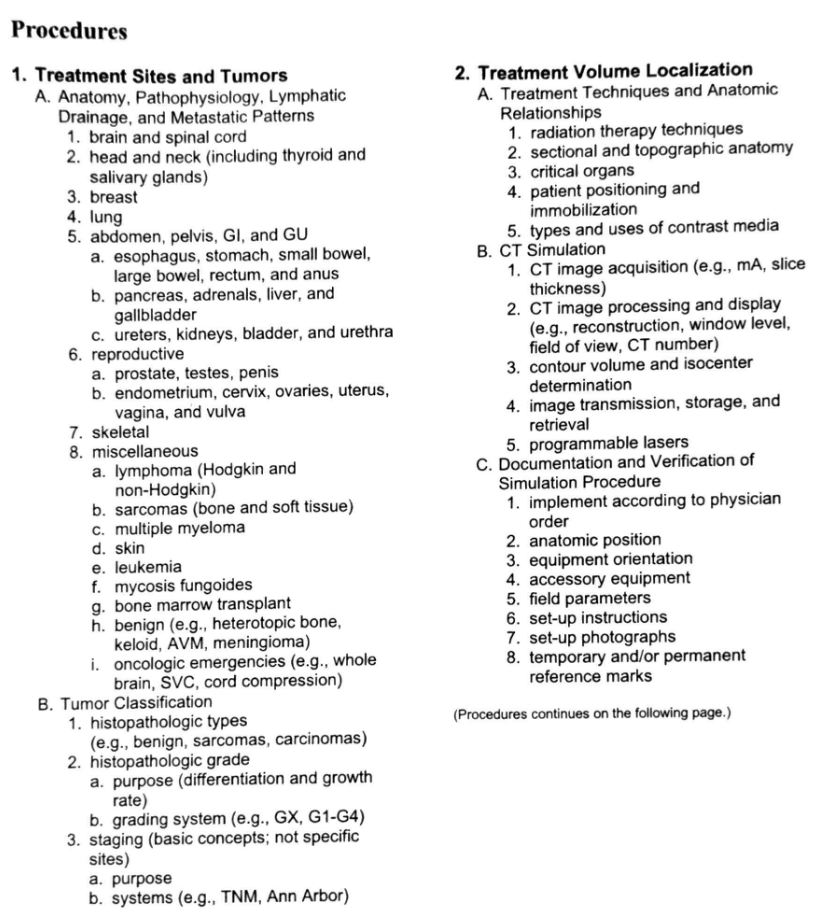 Procedures
1. Treatment Sites and Tumors
A. Anatomy, Pathophysiology, Lymphatic
Drainage, and Metastatic Patterns
1. brain and spinal cord
2. head and neck (including thyroid and
salivary glands)
3. breast
4. lung
5. abdomen, pelvis, GI, and GU
a. esophagus, stomach, small bowel,
large bowel, rectum, and anus
b. pancreas, adrenals, liver, and
gallbladder
c. ureters, kidneys, bladder, and urethra
6. reproductive
a. prostate, testes, penis
b. endometrium, cervix, ovaries, uterus,
vagina, and vulva
7. skeletal
8. miscellaneous
a. lymphoma (Hodgkin and
non-Hodgkin)
b. sarcomas (bone and soft tissue)
c. multiple myeloma
d. skin
e. leukemia
f. mycosis fungoides
g. bone marrow transplant
h. benign (e.g., heterotopic bone,
keloid, AVM, meningioma)
i. oncologic emergencies (e.g., whole
brain, SVC, cord compression)
B. Tumor Classification
1. histopathologic types
(e.g., benign, sarcomas, carcinomas)
2. histopathologic grade
a. purpose (differentiation and growth
rate)
b. grading system (e.g., GX, G1-G4)
3. staging (basic concepts; not specific
sites)
a. purpose
b. systems (e.g., TNM, Ann Arbor)
2. Treatment Volume Localization
A. Treatment Techniques and Anatomic
Relationships
1. radiation therapy techniques
2. sectional and topographic anatomy
3. critical organs
4. patient positioning and
immobilization
5. types and uses of contrast media
B. CT Simulation
1. CT image acquisition (e.g., mA, slice
thickness)
2. CT image processing and display
(e.g., reconstruction, window level,
field of view, CT number)
3. contour volume and isocenter
determination
4. image transmission, storage, and
retrieval
5. programmable lasers
C. Documentation and Verification of
Simulation Procedure
1. implement according to physician
order
2. anatomic position
3. equipment orientation
4. accessory equipment
5. field parameters
6. set-up instructions
7. set-up photographs
8. temporary and/or permanent
reference marks
(Procedures continues on the following page.)